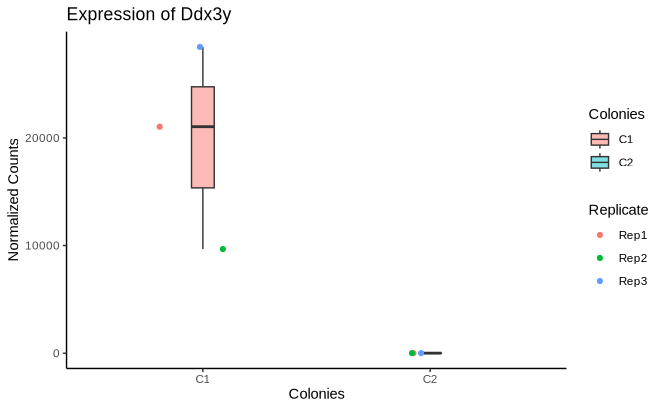 Expression of Ddx3y
Normalized Counts
20000
10000
0
C1
C2
Colonies
Colonies
C1
C2
Replicate
Rep1
Rep2
Rep3